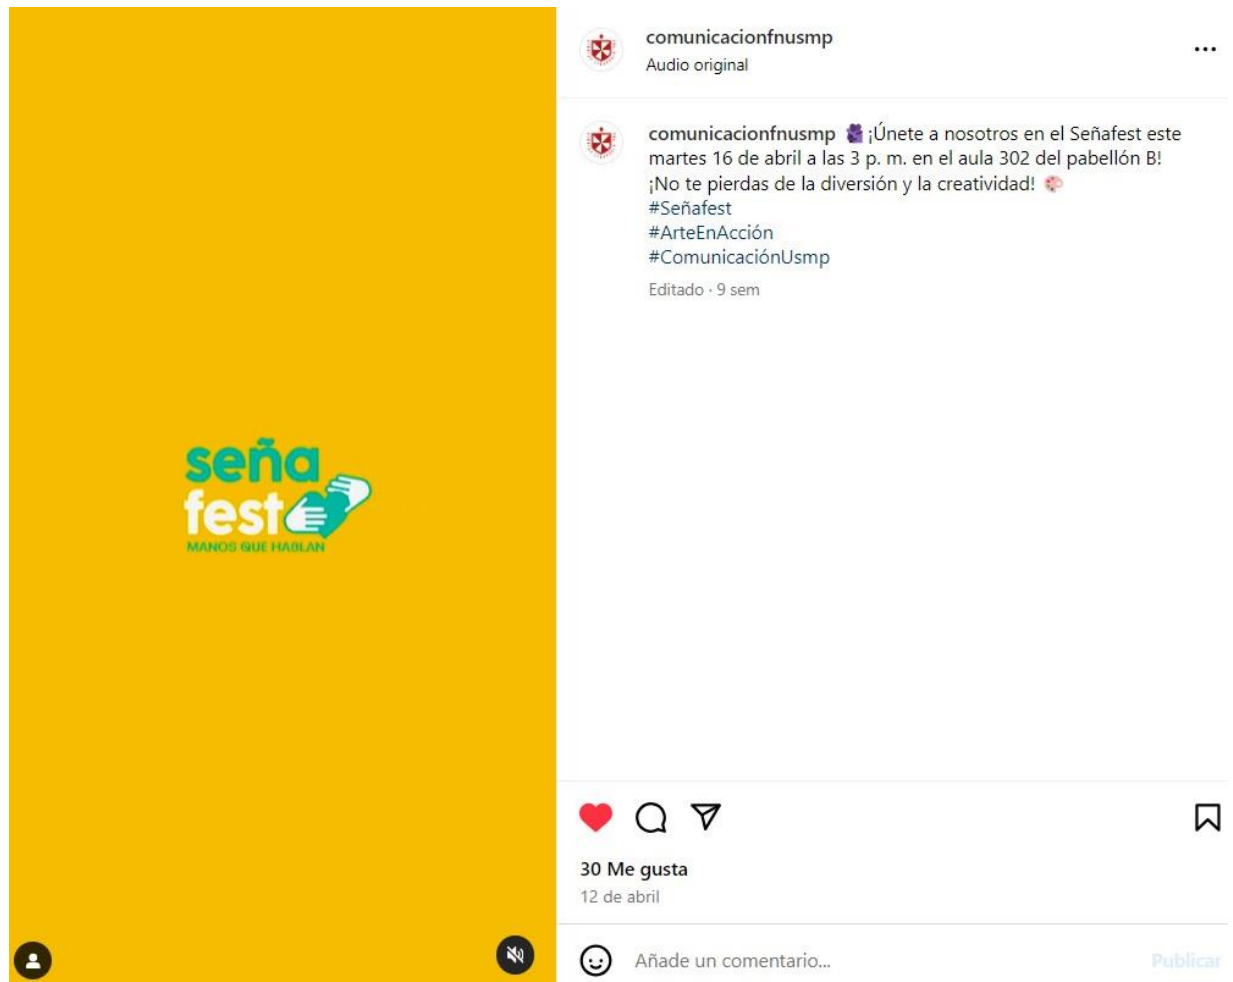 seña
fest
MANOS QUE HABLAN
comunicacionfnusmp
Audio original
comunicacionfnusmp ¡Únete a nosotros en el Señafest este
martes 16 de abril a las 3 p. m. en el aula 302 del pabellón B!
¡No te pierdas de la diversión y la creatividad!
#Señafest
#ArteEnAcción
#ComunicaciónUsmp
Editado · 9 sem
30 Me gusta
12 de abril
Añade un comentario...
Publicar